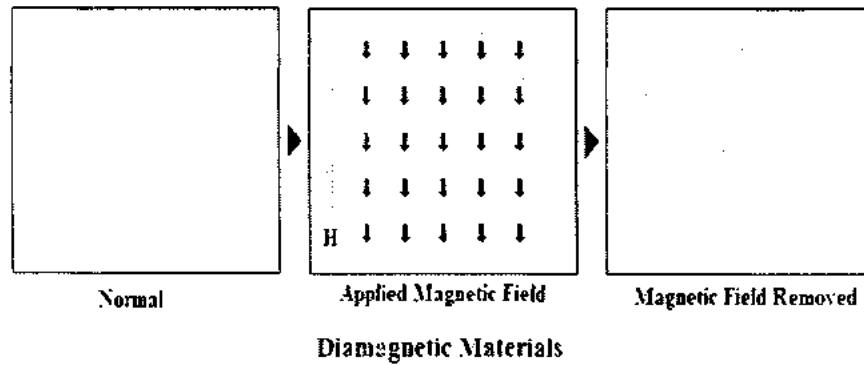 H
Normal
Applied Magnetic Field
Magnetic Field Removed
Diamagnetic Materials